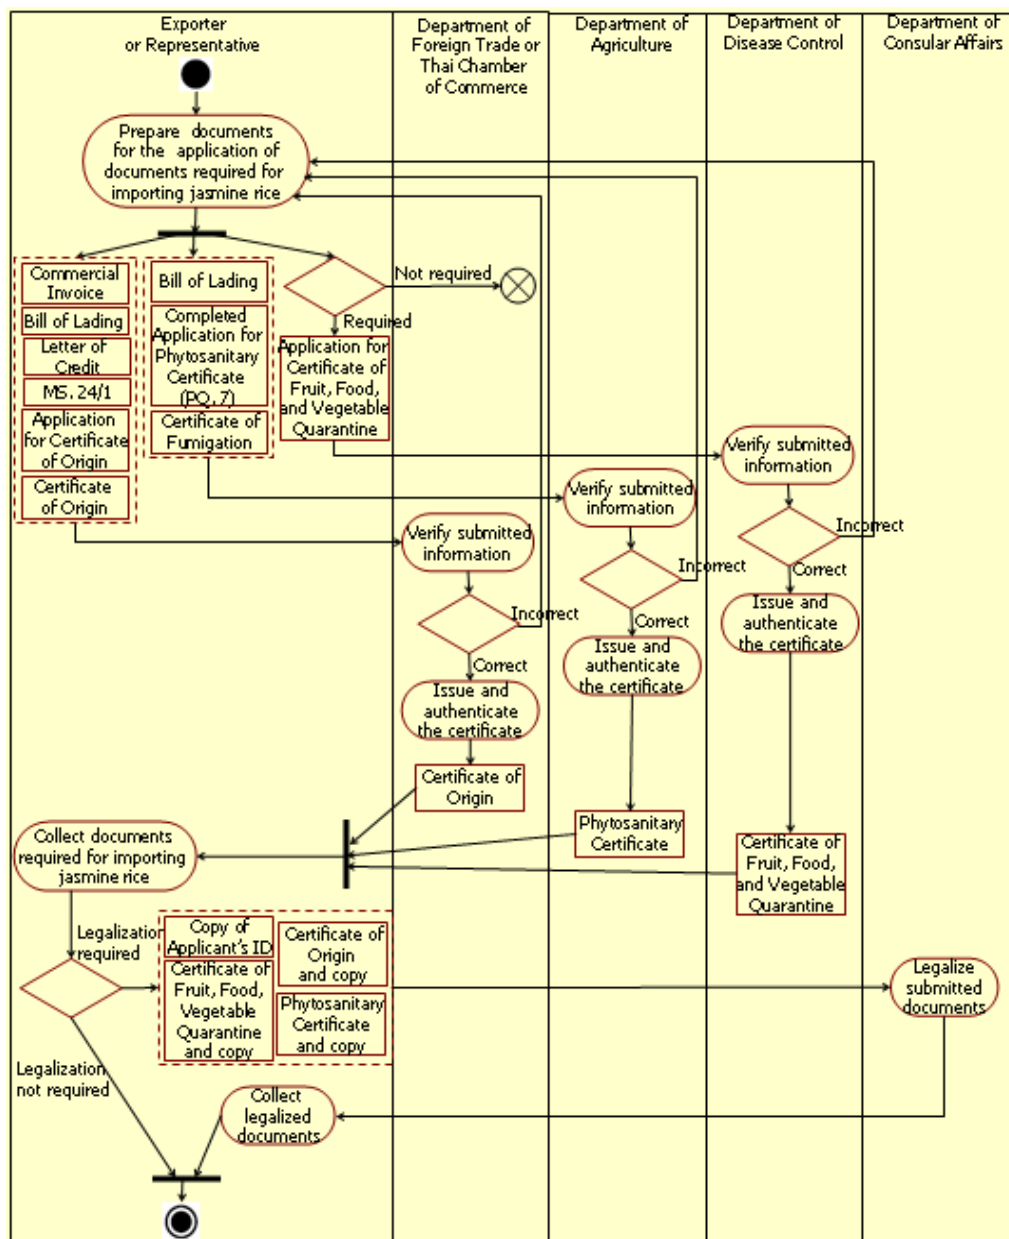 Exporter
or Representative
Department of
Foreign Trade or
Thai Chamber
of Commerce
Department of
Agriculture
Department of
Disease Control
Department of
Consular Affairs
Prepare documents
for the application of
documents required for
importing jasmine rice
Commercial
Invoice
Bill of Lading
Letter of
Credit
MS. 24/1
Application
for Certificate
of Origin
Certificate
of Origin
Bill of Lading
Completed
Application for
Phytosanitary
Certificate
(PQ. 7)
Certificate of
Fumigation
Not required
Required
Application for
Certificate of
Fruit, Food,
and Vegetable
Quarantine
Verify submitted
information
Incorrect
Correct
Issue and
authenticate
the certificate
Certificate of
Origin
Verify submitted
information
Incorrect
Correct
Issue and
authenticate
the certificate
Phytosanitary
Certificate
Verify submitted
information
Incorrect
Correct
Issue and
authenticate
the certificate
Certificate of
Fruit, Food,
and Vegetable
Quarantine
Collect documents
required for importing
jasmine rice
Legalization
required
Copy of
Applicant's ID
Certificate of
Fruit, Food,
Vegetable
Quarantine
and copy
Certificate of
Origin
and copy
Phytosanitary
Certificate
and copy
Legalize
submitted
documents
Legalization
not required
Collect
legalized
documents